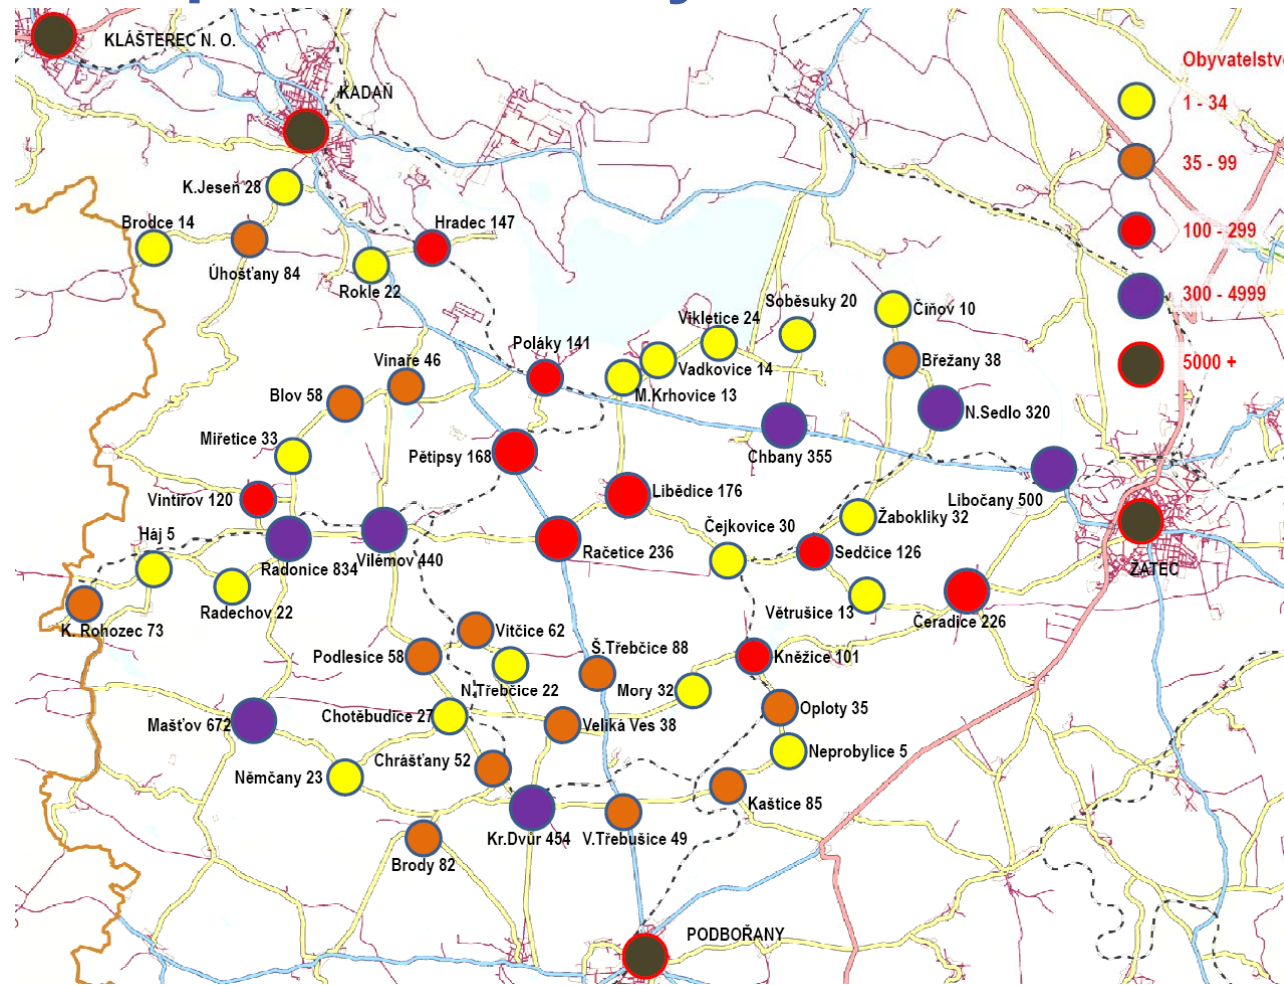 KLÁŠTEREC N. O.
Obyvatelstvo
KADAŇ
1 - 34
35 - 99
K.Jeseň 28
Brodce 14
Hradec 147
100 - 299
Úhošťany 84
Rokle 22
300 - 4999
Soběsuky 20
Číňov 10
Vikletice 24
Poláky 141
Vinaře 46
Břežany 38
5000 +
Vadkovice 14
Blov 58
M.Krhovice 13
N.Sedlo 320
Miřetice 33
Pětipsy 168
Chbany 355
Vintířov 120
Libědice 176
Libočany 500
Žabokliky 32
Čejkovice 30
Háj 5
Radonice 834
Vilémov 440
Račetice 236
Sedčice 126
ŽATEC
Radechov 22
Větrušice 13
Čeradice 226
K. Rohozec 73
Vitčice 62
Š.Třebčice 88
Podlesice 58
Kněžice 101
N.Třebčice 22
Mory 32
Oploty 35
Chotěbudice 27
Mašťov 672
Veliká Ves 38
Neprobylice 5
Chrášťany 52
Němčany 23
Kaštice 85
Kr.Dvůr 454
V.Třebušice 49
Brody 82
PODBOŘANY